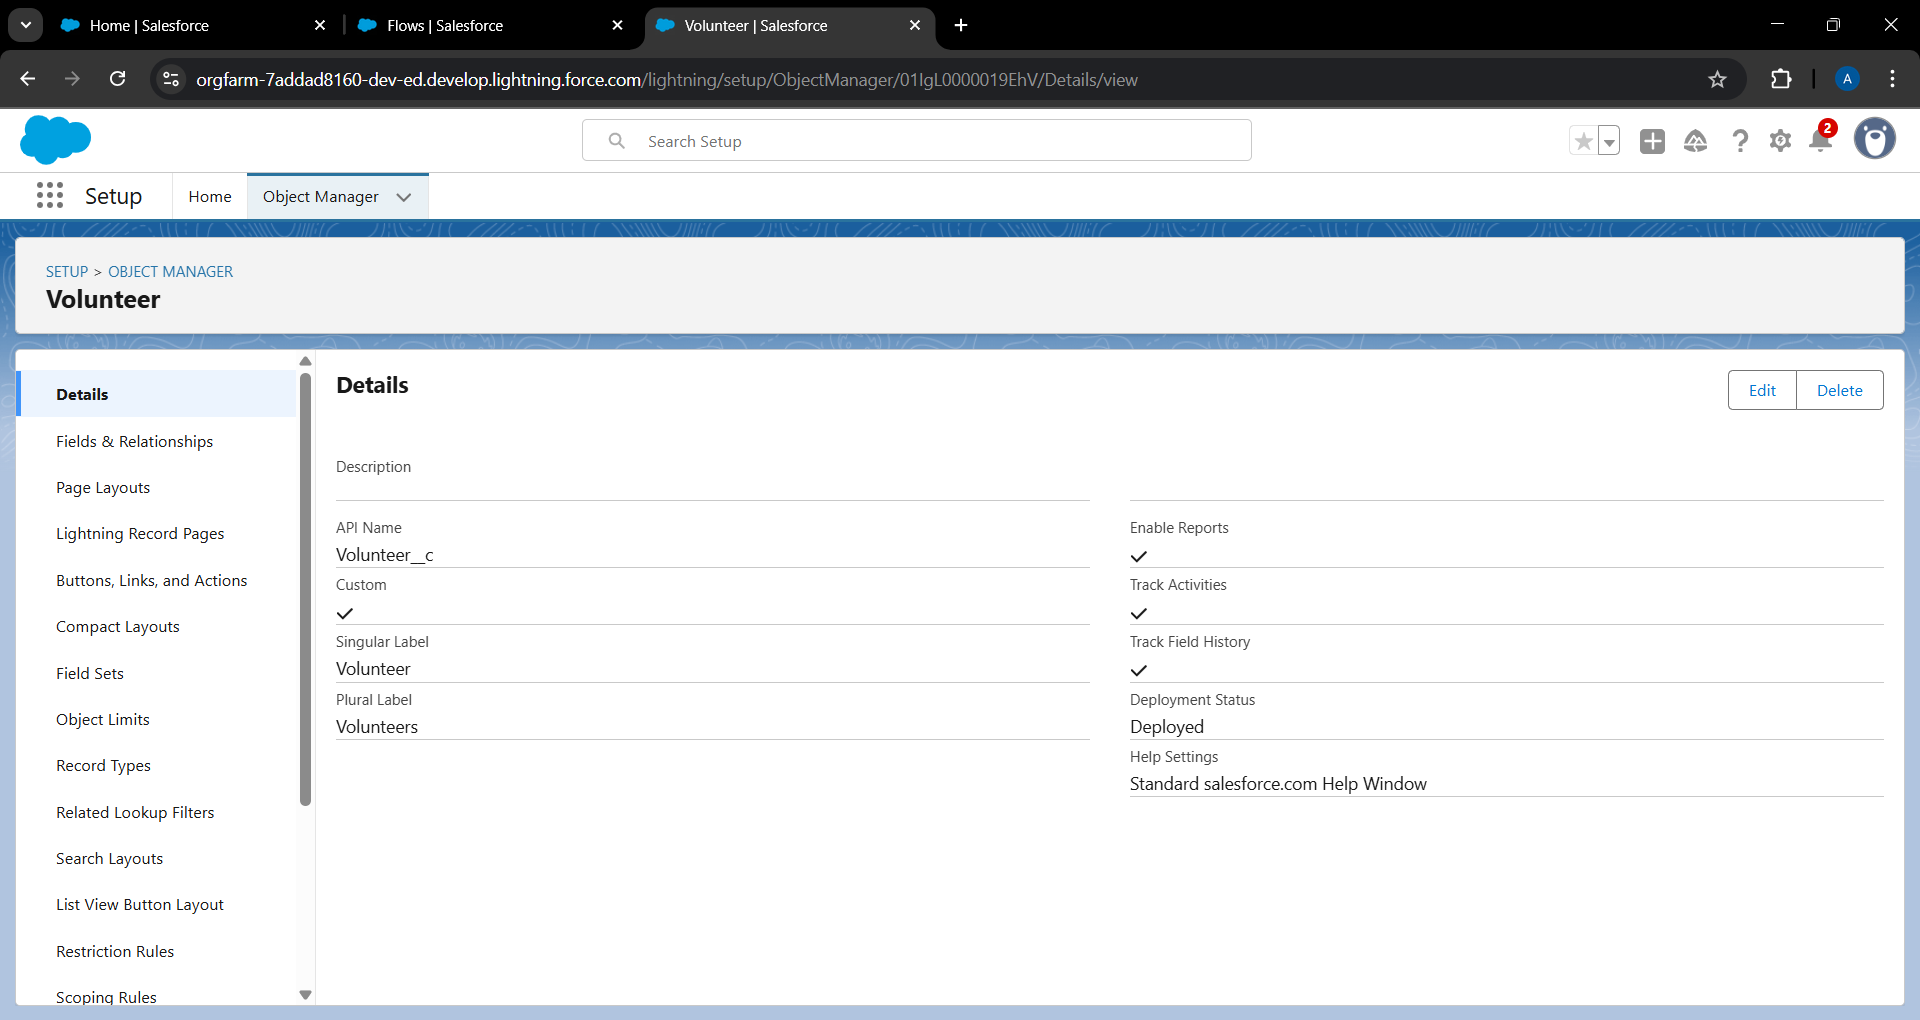 Home | Salesforce
Flows | Salesforce
Volunteer | Salesforce
orgfarm-7addad8160-dev-ed.develop.lightning.force.com/lightning/setup/ObjectManager/01IgL0000019EhV/Details/view
A
Search Setup
2
Setup
Home
Object Manager
SETUP > OBJECT MANAGER
Volunteer
Details
Fields & Relationships
Page Layouts
Lightning Record Pages
Buttons, Links, and Actions
Compact Layouts
Field Sets
Object Limits
Record Types
Related Lookup Filters
Search Layouts
List View Button Layout
Restriction Rules
Scoping Rules
Details
Edit
Delete
Description
API Name
Volunteer__c
Custom
Singular Label
Volunteer
Plural Label
Volunteers
Enable Reports
Track Activities
Track Field History
Deployment Status
Deployed
Help Settings
Standard salesforce.com Help Window